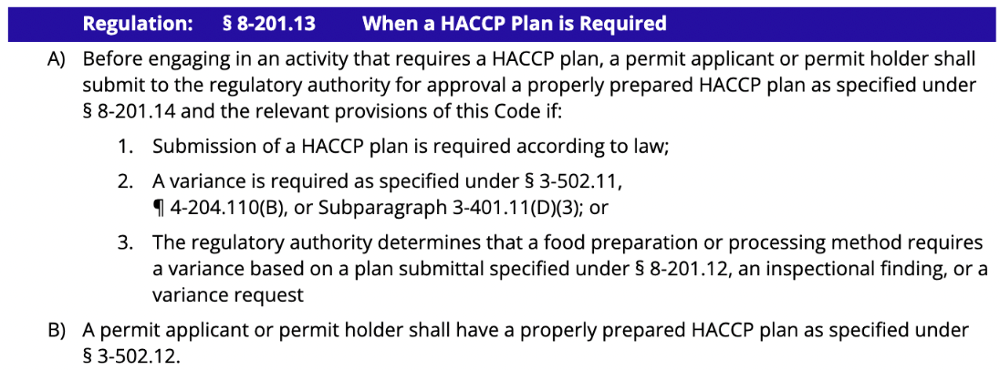 Regulation: § 8-201.13 When a HACCP Plan is Required
A) Before engaging in an activity that requires a HACCP plan, a permit applicant or permit holder shall
submit to the regulatory authority for approval a properly prepared HACCP plan as specified under
§ 8-201.14 and the relevant provisions of this Code if:
1. Submission of a HACCP plan is required according to law;
2. A variance is required as specified under § 3-502.11,
¶ 4-204.110(B), or Subparagraph 3-401.11(D)(3); or
3. The regulatory authority determines that a food preparation or processing method requires
a variance based on a plan submittal specified under § 8-201.12, an inspectional finding, or a
variance request
B) A permit applicant or permit holder shall have a properly prepared HACCP plan as specified under
§ 3-502.12.